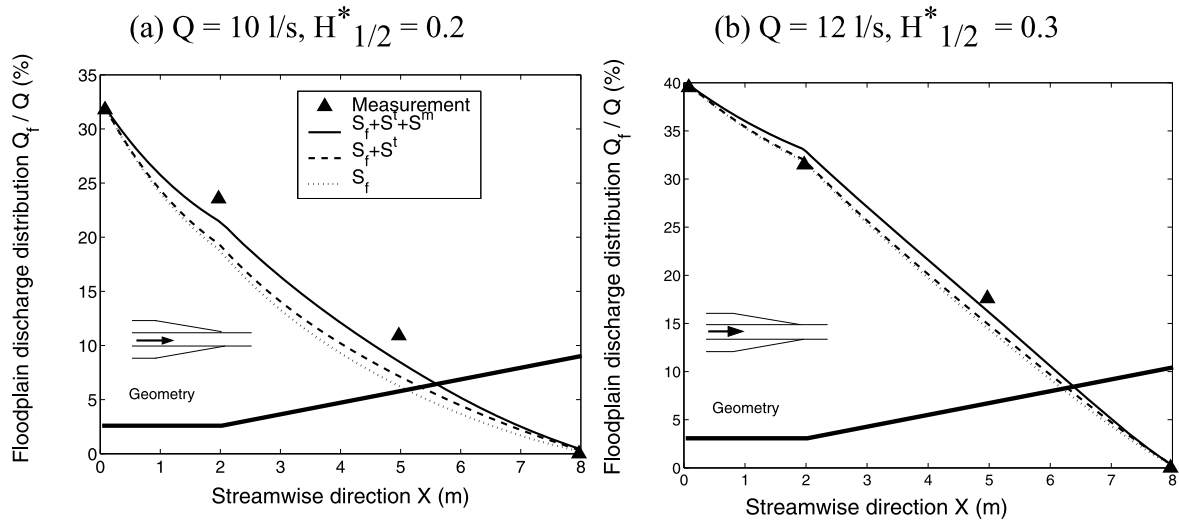 (a) Q = 10 l/s, H*1/2 = 0.2
Floodplain discharge distribution Qf / Q (%)
35
30
25
20
15
10
5
0
Measurement
Sf+St+Sm
Sf+St
Sf
Geometry
0 1 2 3 4 5 6 7 8
Streamwise direction X (m)
(b) Q = 12 l/s, H*1/2 = 0.3
Floodplain discharge distribution Qf / Q (%)
40
35
30
25
20
15
10
5
0
Geometry
0 1 2 3 4 5 6 7 8
Streamwise direction X (m)